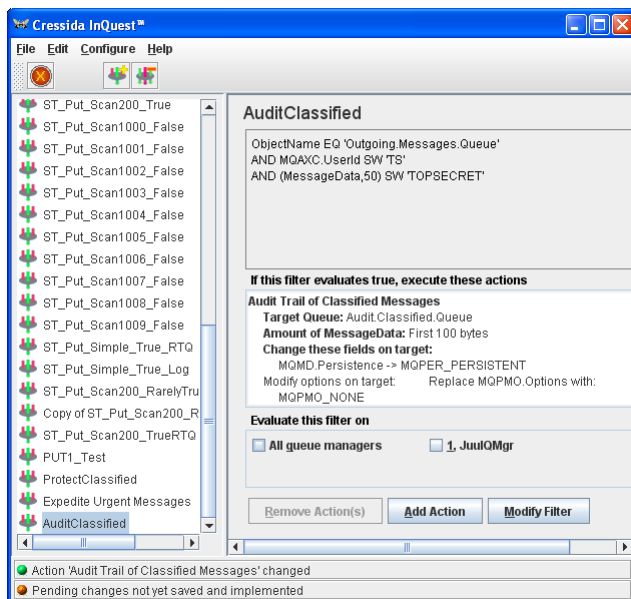 Cressida InQuest™
File Edit Configure Help
ST_Put_Scan200_True
ST_Put_Scan1000_False
ST_Put_Scan1001_False
ST_Put_Scan1002_False
ST_Put_Scan1003_False
ST_Put_Scan1004_False
ST_Put_Scan1005_False
ST_Put_Scan1006_False
ST_Put_Scan1007_False
ST_Put_Scan1008_False
ST_Put_Scan1009_False
ST_Put_Simple_True_RTQ
ST_Put_Simple_True_Log
ST_Put_Scan200_RarelyTru
Copy of ST_Put_Scan200_R
ST_Put_Scan200_TrueRTQ
PUT1_Test
ProtectClassified
Expedite Urgent Messages
AuditClassified
AuditClassified
ObjectName EQ 'Outgoing.Messages.Queue'
AND MQAXC.UserId SW 'TS'
AND (MessageData,50) SW 'TOPSECRET'
If this filter evaluates true, execute these actions
Audit Trail of Classified Messages
Target Queue: Audit.Classified.Queue
Amount of MessageData: First 100 bytes
Change these fields on target:
MQMD.Persistence -> MQPER_PERSISTENT
Modify options on target: Replace MQPMO.Options with:
MQPMO_NONE
Evaluate this filter on
All queue managers 1, JuulQMgr
Remove Action(s) Add Action Modify Filter
Action 'Audit Trail of Classified Messages' changed
Pending changes not yet saved and implemented